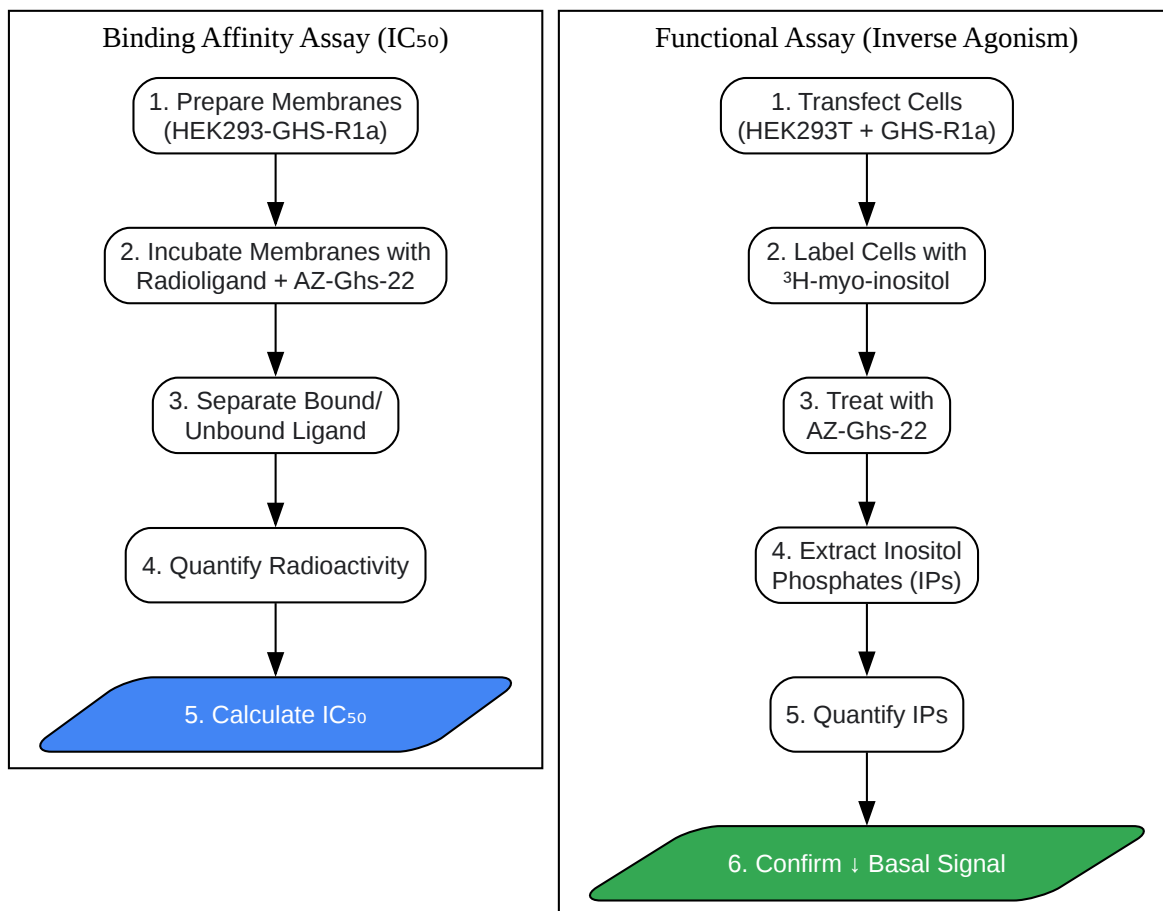 Binding Affinity Assay (IC₅₀)
1. Prepare Membranes
(HEK293-GHS-R1a)
2. Incubate Membranes with
Radioligand + AZ-Ghs-22
3. Separate Bound/
Unbound Ligand
4. Quantify Radioactivity
5. Calculate IC₅₀
Functional Assay (Inverse Agonism)
1. Transfect Cells
(HEK293T + GHS-R1a)
2. Label Cells with
³H-myo-inositol
3. Treat with
AZ-Ghs-22
4. Extract Inositol
Phosphates (IPs)
5. Quantify IPs
6. Confirm ↓ Basal Signal